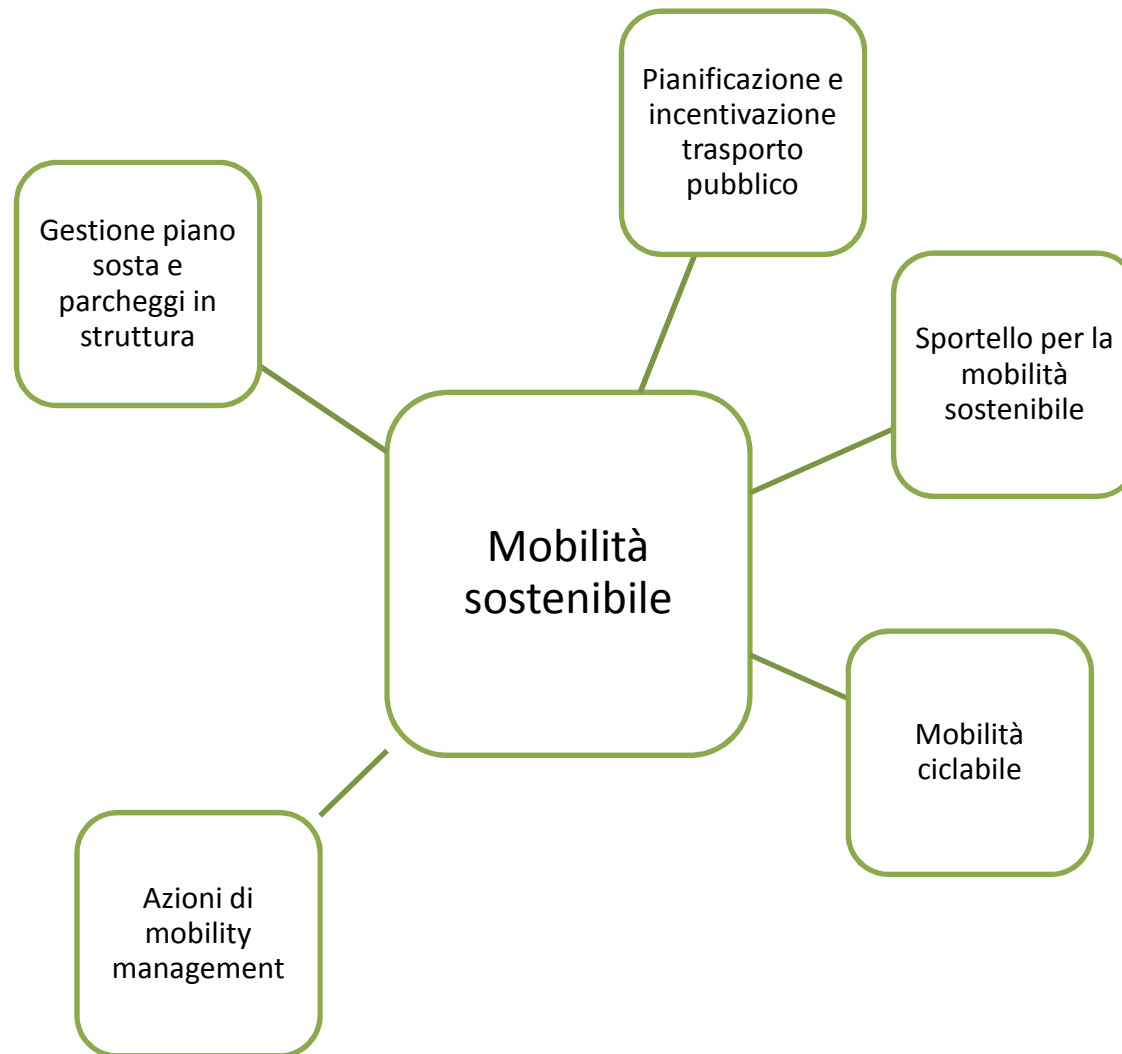 Pianificazione e
incentivazione
trasporto
pubblico
Gestione piano
sosta e
parcheggi in
struttura
Sportello per la
mobilità
sostenibile
Mobilità
sostenibile
Mobilità
ciclabile
Azioni di
mobility
management